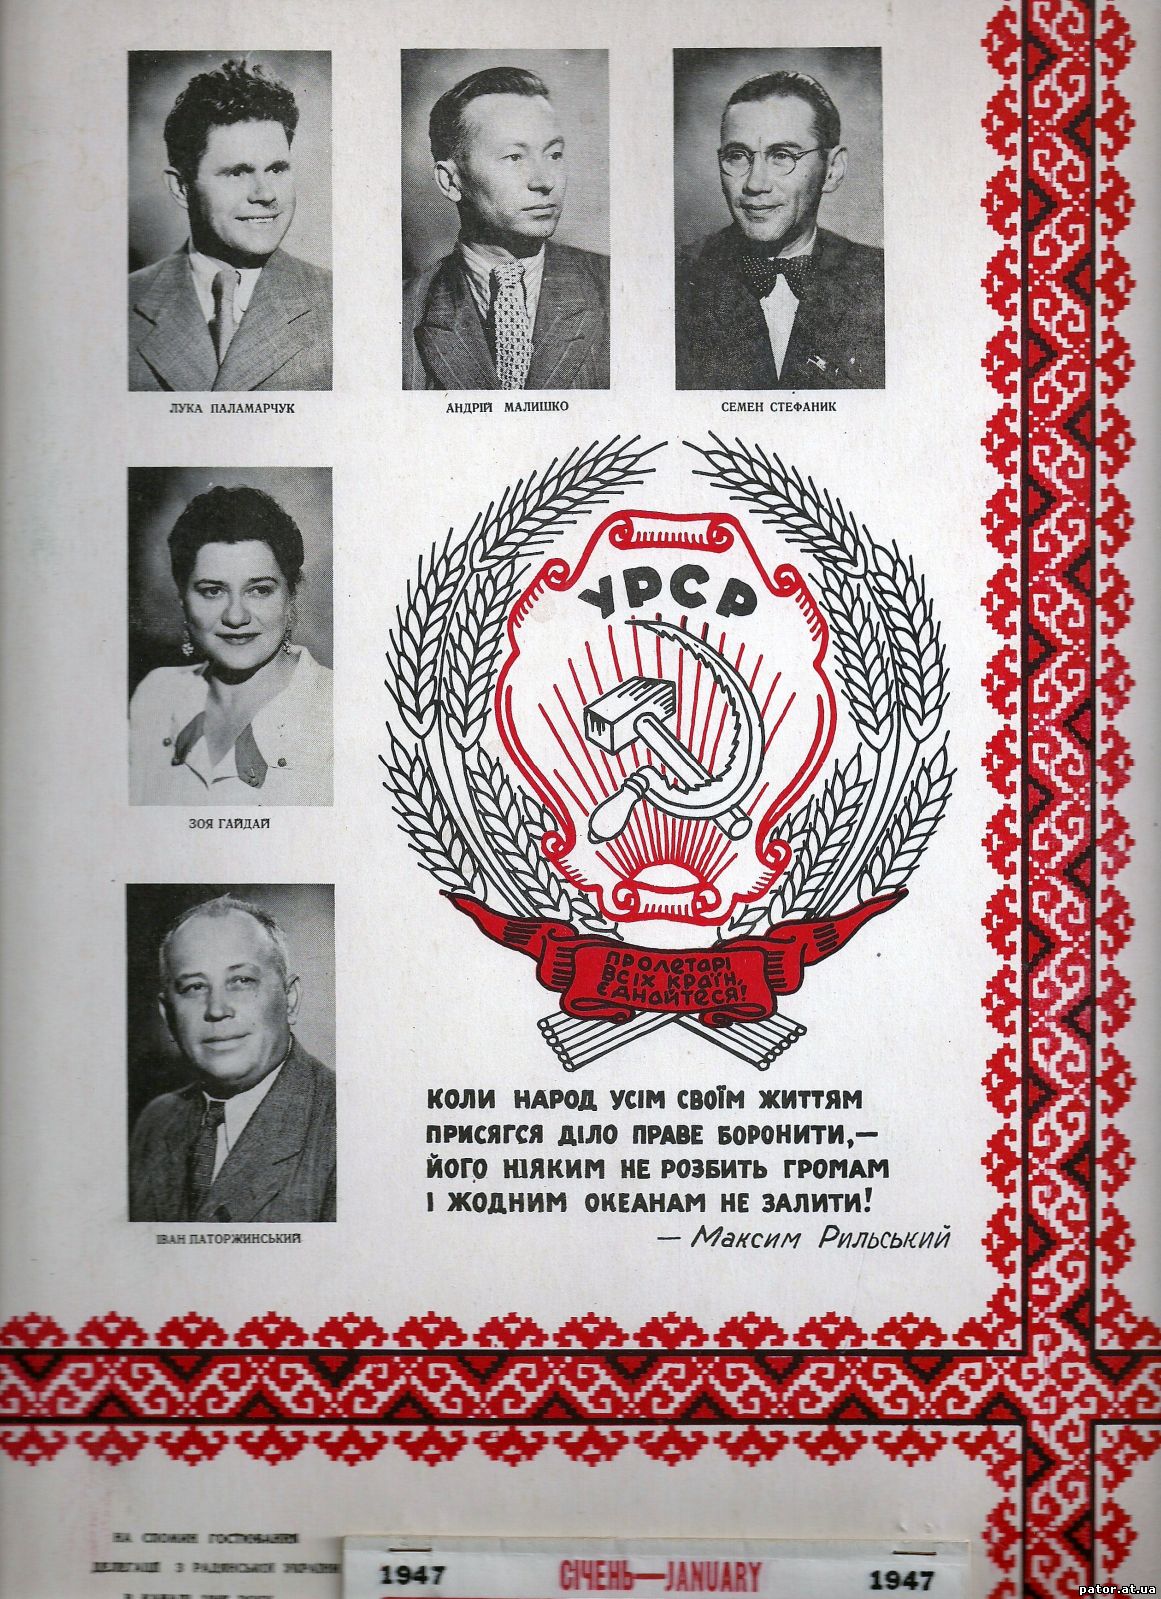 ЛУКА ПАЛАМАРЧУК
АНДРІЙ МАЛИШКО
СЕМЕН СТЕФАНИК
УРСР
ЗОЯ ГАЙДАЙ
ПРОЛЕТАРІ
ВСІХ КРАЇН,
ЄДНАЙТЕСЯ!
КОЛИ НАРОД УСІМ СВОЇМ ЖИТТЯМ
ПРИСЯГСЯ ДІЛО ПРАВЕ БОРОНИТИ,—
ЙОГО НІЯКИМ НЕ РОЗБИТЬ ГРОМАМ
І ЖОДНИМ ОКЕАНАМ НЕ ЗАЛИТИ!
— Максим Рильський
ІВАН ПАТОРЖИНСЬКИЙ
НА СПОМИН ГОСТЮВАННЯ
ДЕЛЕГАЦІЇ З РАДЯНСЬКОЇ УКРАЇНИ
1947 СІЧЕНЬ—JANUARY 1947
pator.at.ua